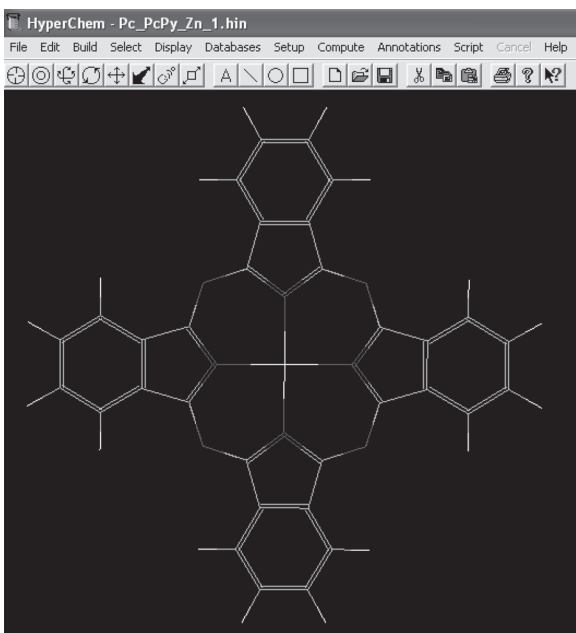 HyperChem - Pc_PcPy_Zn_1.hin
File Edit Build Select Display Databases Setup Compute Annotations Script Cancel Help
A